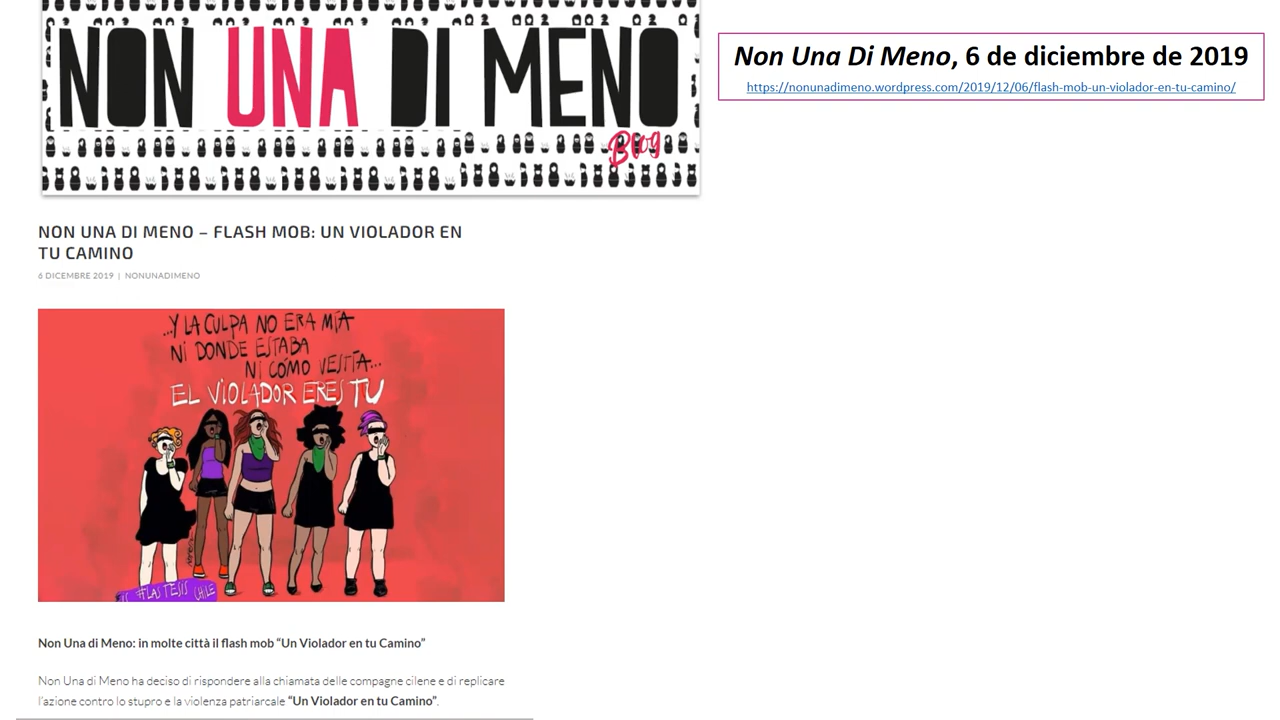 NON UNA DI MENO
Blog
Non Una Di Meno, 6 de diciembre de 2019
https://nonunadimeno.wordpress.com/2019/12/06/flash-mob-un-violador-en-tu-camino/
NON UNA DI MENO – FLASH MOB: UN VIOLADOR EN
TU CAMINO
6 DICEMBRE 2019 | NONUNADIMENO
...Y LA CULPA NO ERA MÍA
NI DONDE ESTABA
NI CÓMO VESTÍA...
EL VIOLADOR ERES TU
#LASTESIS CHILE
Non Una di Meno: in molte città il flash mob “Un Violador en tu Camino”
Non Una di Meno ha deciso di rispondere alla chiamata delle compagne cilene e di replicare
l’azione contro lo stupro e la violenza patriarcale “Un Violador en tu Camino”.